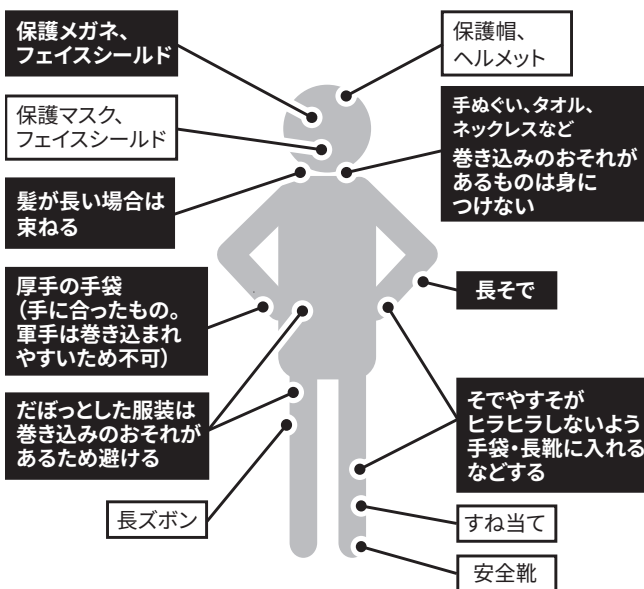 保護メガネ、
フェイスシールド
保護マスク、
フェイスシールド
髪が長い場合は
束ねる
厚手の手袋
(手に合ったもの。
軍手は巻き込まれ
やすいため不可)
だぼっとした服装は
巻き込みのおそれが
あるため避ける
長ズボン
保護帽、
ヘルメット
手ぬぐい、タオル、
ネックレスなど
巻き込みのおそれが
あるものは身に
つけない
長そで
そでやすそが
ヒラヒラしないよう
手袋・長靴に入れる
などする
すね当て
安全靴